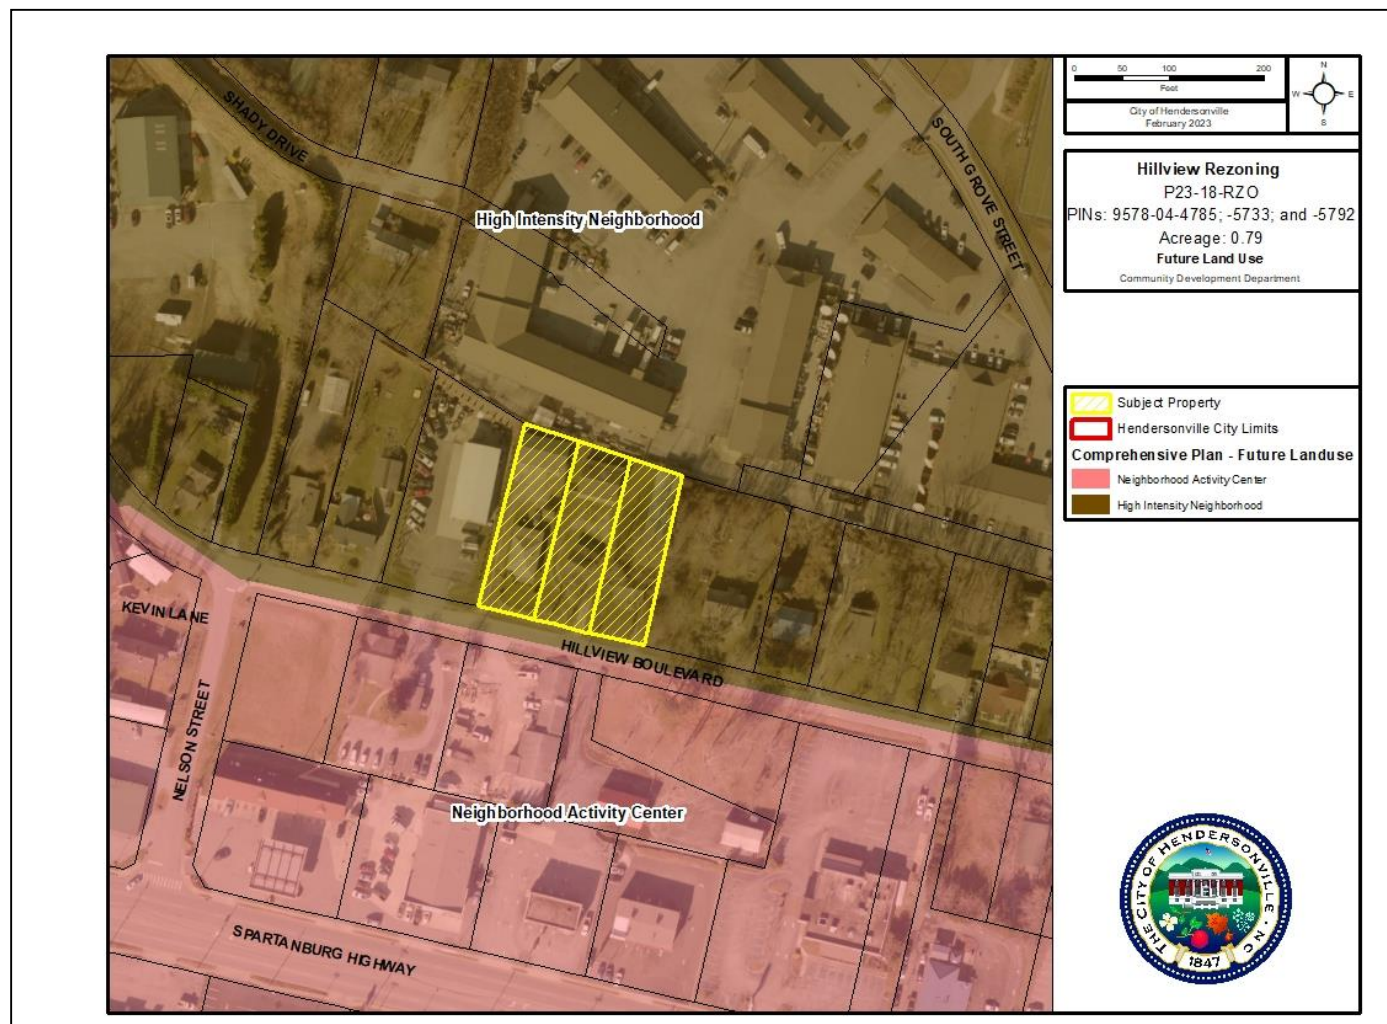 SHADY DRIVE
SOUTH GROVE STREET
High Intensity Neighborhood
KEVIN LANE
NELSON STREET
HILLVIEW BOULEVARD
Neighborhood Activity Center
SPARTANBURG HIGHWAY
0 50 100 200
Feet
City of Hendersonville
February 2023
N
W E
S
Hillview Rezoning
P23-18-RZO
PINs: 9578-04-4785; -5733; and -5792
Acreage: 0.79
Future Land Use
Community Development Department
Subject Property
Hendersonville City Limits
Comprehensive Plan - Future Landuse
Neighborhood Activity Center
High Intensity Neighborhood
THE CITY OF HENDERSONVILLE • NC
1847